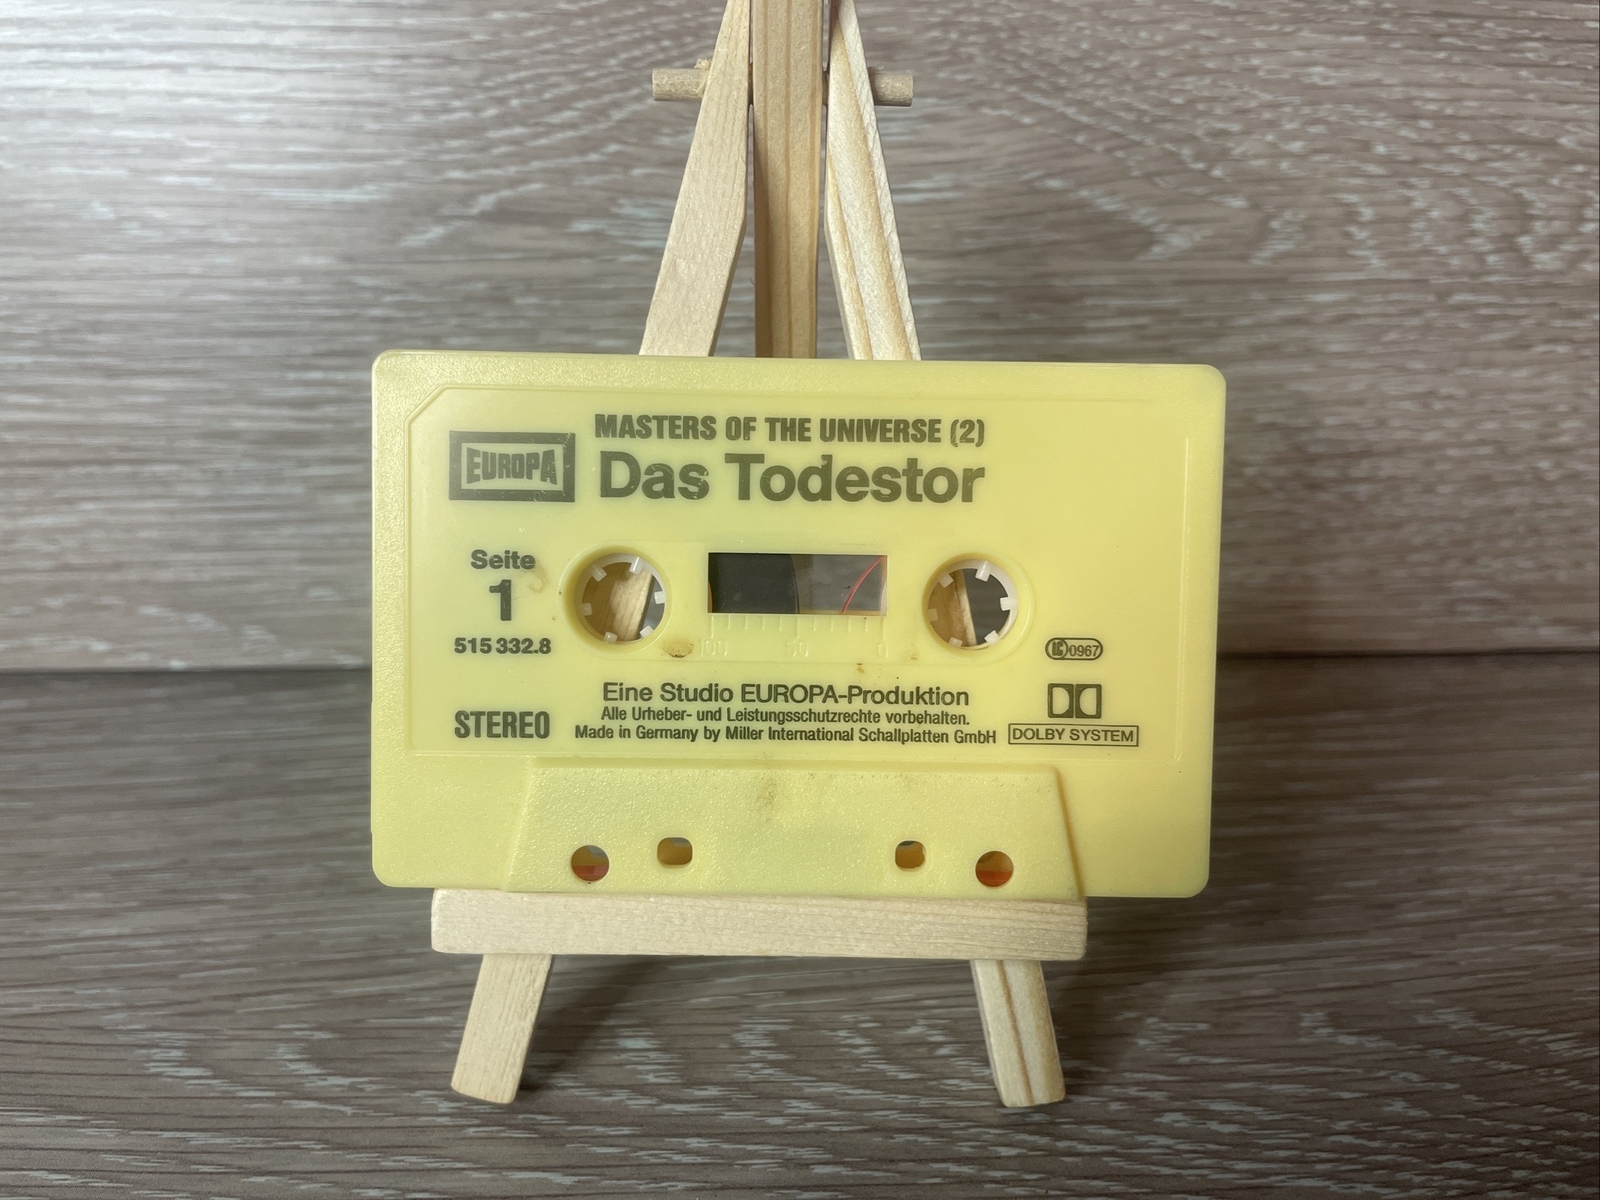 MASTERS OF THE UNIVERSE (2)
EUROPA
Das Todestor
Seite
1
515 332.8
100 50 0
LC 0967
Eine Studio EUROPA-Produktion
Alle Urheber- und Leistungsschutzrechte vorbehalten.
STEREO
Made in Germany by Miller International Schallplatten GmbH
DOLBY SYSTEM